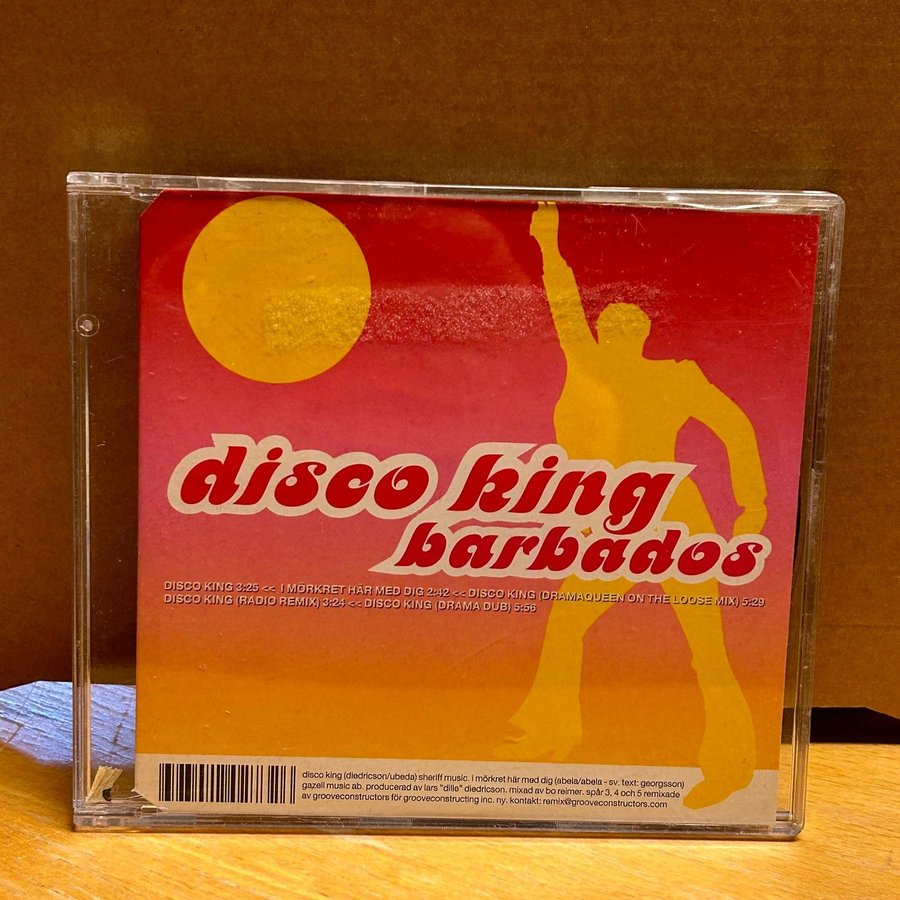 disco king
barbados
DISCO KING 3:25 << I MÖRKRET HÄR MED DIG 2:42 << DISCO KING (DRAMAQUEEN ON THE LOOSE MIX) 5:29
DISCO KING (RADIO REMIX) 3:24 << DISCO KING (DRAMA DUB) 5:56
disco king (diedricson/ubeda) sheriff music. i mörkret här med dig (abela/abela - sv. text: georgsson)
gazell music ab. producerad av lars "dille" diedricson. mixad av bo reimer. spår 3, 4 och 5 remixade
av grooveconstructors för grooveconstructing inc. ny. kontakt: remix@grooveconstructors.com